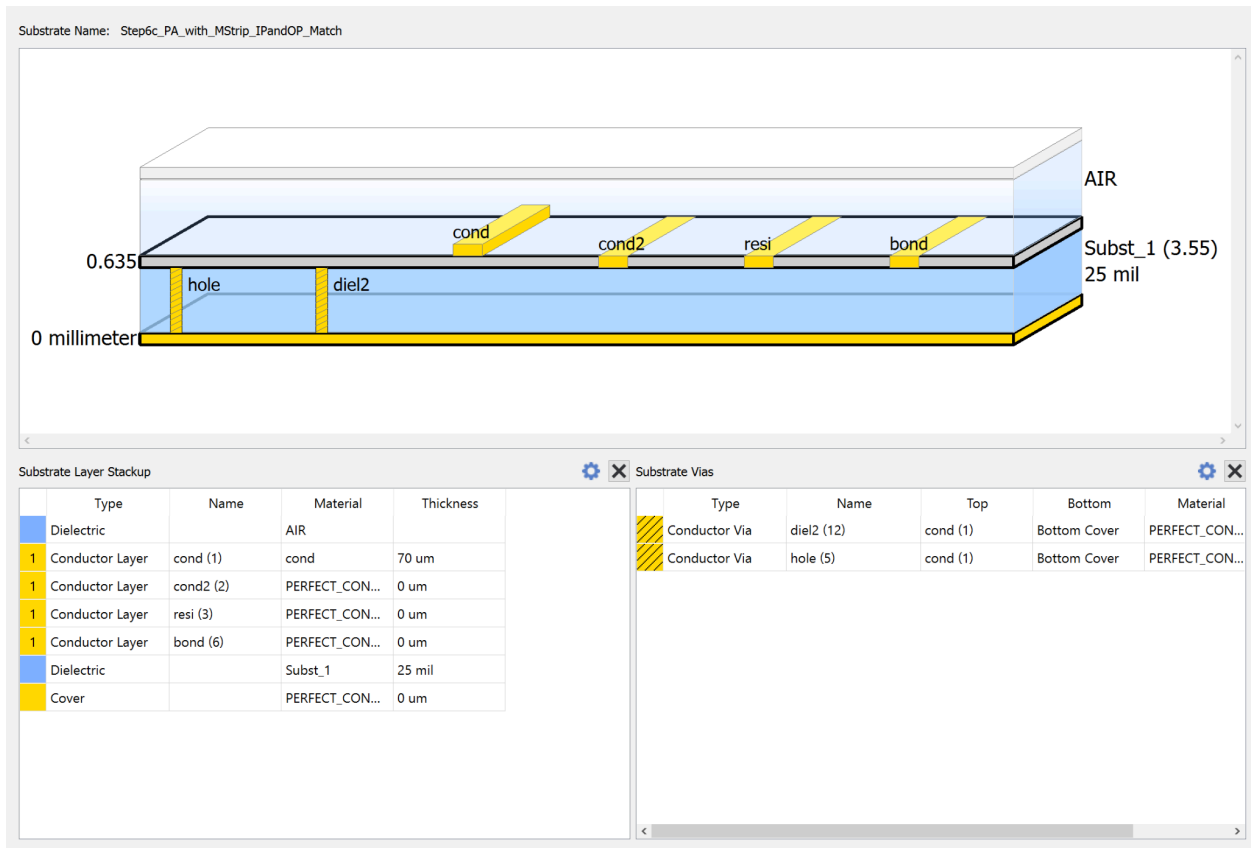 Substrate Name: Step6c_PA_with_MStrip_IPandOP_Match
AIR
cond
cond2
resi
bond
Subst_1 (3.55)
0.635
25 mil
hole
diel2
0 millimeter
Substrate Layer Stackup
Type Name Material Thickness
Dielectric AIR
1 Conductor Layer cond (1) cond 70 um
1 Conductor Layer cond2 (2) PERFECT_CON... 0 um
1 Conductor Layer resi (3) PERFECT_CON... 0 um
1 Conductor Layer bond (6) PERFECT_CON... 0 um
Dielectric Subst_1 25 mil
Cover PERFECT_CON... 0 um
Substrate Vias
Type Name Top Bottom Material
Conductor Via diel2 (12) cond (1) Bottom Cover PERFECT_CON...
Conductor Via hole (5) cond (1) Bottom Cover PERFECT_CON...